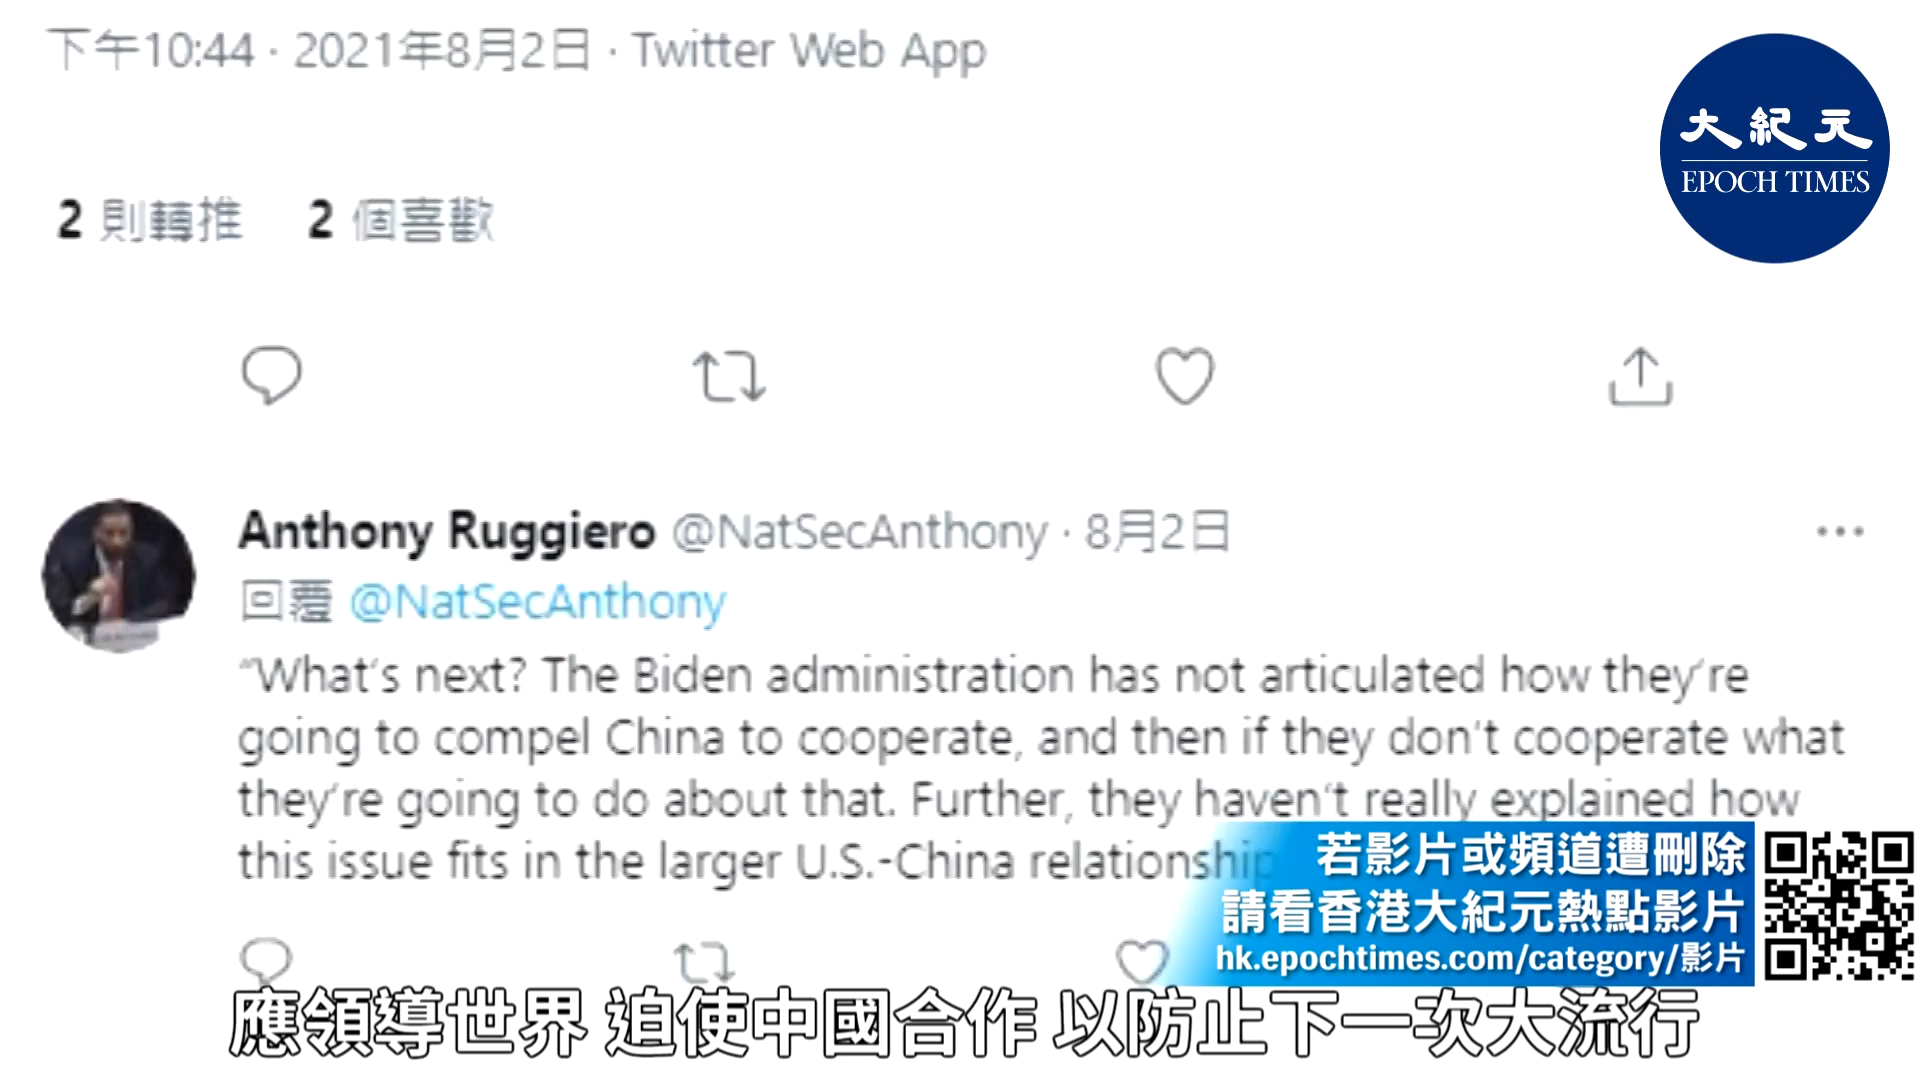 下午10:44 · 2021年8月2日 · Twitter Web App
大紀元
EPOCH TIMES
2 則轉推 2 個喜歡
Anthony Ruggiero @NatSecAnthony · 8月2日
回覆 @NatSecAnthony
“What's next? The Biden administration has not articulated how they're
going to compel China to cooperate, and then if they don't cooperate what
they're going to do about that. Further, they haven't really explained how
this issue fits in the larger U.S.-China relationship
若影片或頻道遭刪除
請看香港大紀元熱點影片
hk.epochtimes.com/category/影片
應領導世界 迫使中國合作 以防止下一次大流行